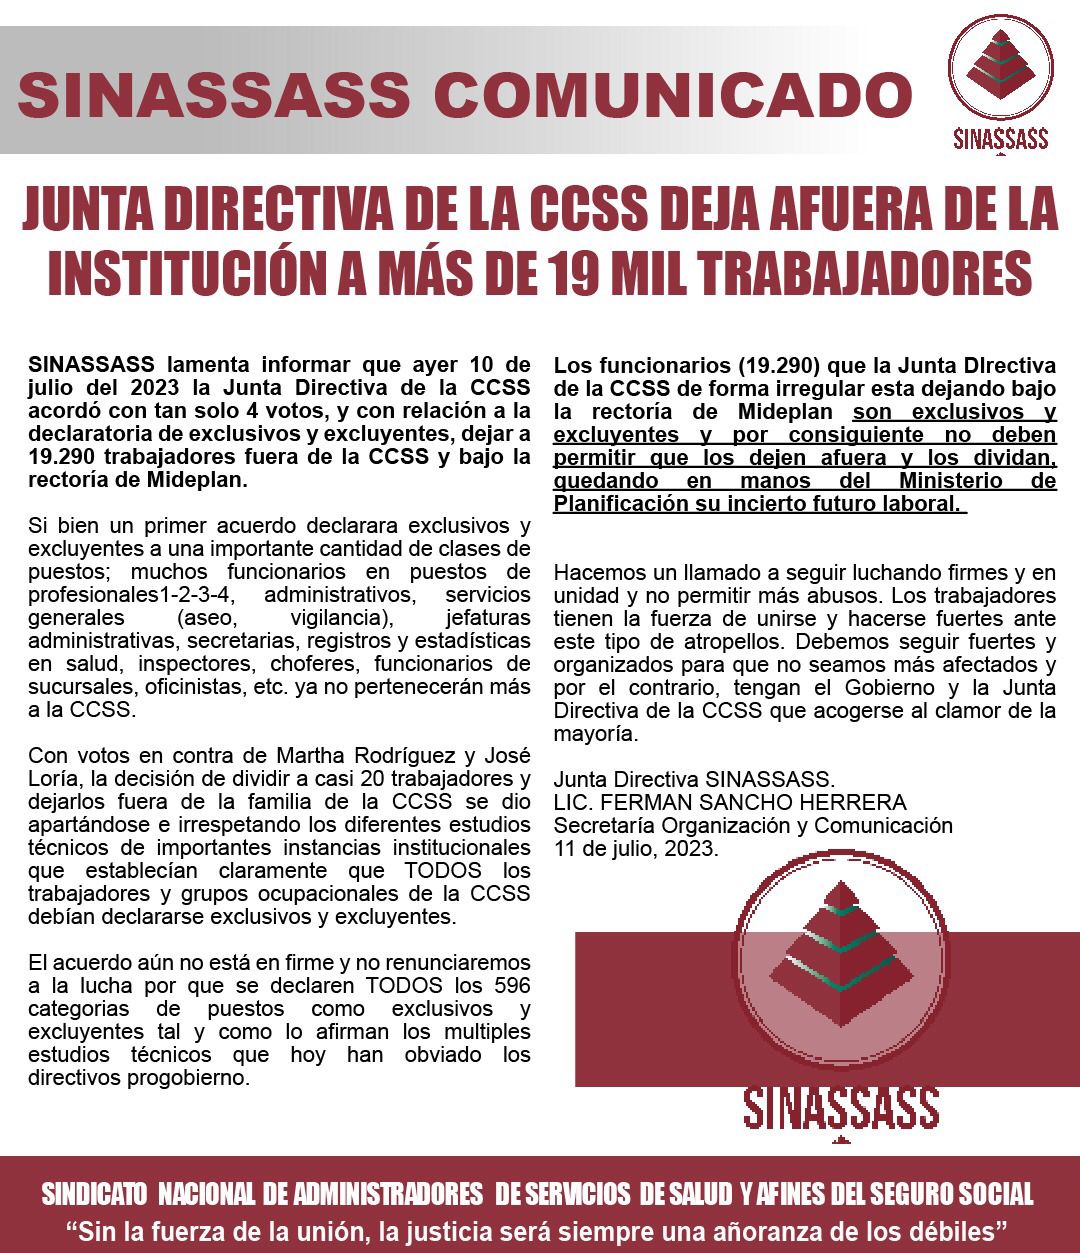 SINASSASS COMUNICADO
SINASSASS
JUNTA DIRECTIVA DE LA CCSS DEJA AFUERA DE LA
INSTITUCIÓN A MÁS DE 19 MIL TRABAJADORES
SINASSASS lamenta informar que ayer 10 de
julio del 2023 la Junta Directiva de la CCSS
acordó con tan solo 4 votos, y con relación a la
declaratoria de exclusivos y excluyentes, dejar a
19.290 trabajadores fuera de la CCSS y bajo la
rectoría de Mideplan.
Si bien un primer acuerdo declarara exclusivos y
excluyentes a una importante cantidad de clases de
puestos; muchos funcionarios en puestos de
profesionales1-2-3-4, administrativos, servicios
generales (aseo, vigilancia), jefaturas
administrativas, secretarias, registros y estadísticas
en salud, inspectores, choferes, funcionarios de
sucursales, oficinistas, etc. ya no pertenecerán más
a la CCSS.
Con votos en contra de Martha Rodríguez y José
Loría, la decisión de dividir a casi 20 trabajadores y
dejarlos fuera de la familia de la CCSS se dio
apartándose e irrespetando los diferentes estudios
técnicos de importantes instancias institucionales
que establecían claramente que TODOS los
trabajadores y grupos ocupacionales de la CCSS
debían declararse exclusivos y excluyentes.
El acuerdo aún no está en firme y no renunciaremos
a la lucha por que se declaren TODOS los 596
categorias de puestos como exclusivos y
excluyentes tal y como lo afirman los multiples
estudios técnicos que hoy han obviado los
directivos progobierno.
Los funcionarios (19.290) que la Junta DIrectiva
de la CCSS de forma irregular esta dejando bajo
la rectoría de Mideplan son exclusivos y
excluyentes y por consiguiente no deben
permitir que los dejen afuera y los dividan,
quedando en manos del Ministerio de
Planificación su incierto futuro laboral.
Hacemos un llamado a seguir luchando firmes y en
unidad y no permitir más abusos. Los trabajadores
tienen la fuerza de unirse y hacerse fuertes ante
este tipo de atropellos. Debemos seguir fuertes y
organizados para que no seamos más afectados y
por el contrario, tengan el Gobierno y la Junta
Directiva de la CCSS que acogerse al clamor de la
mayoría.
Junta Directiva SINASSASS.
LIC. FERMAN SANCHO HERRERA
Secretaría Organización y Comunicación
11 de julio, 2023.
SINASSASS
SINDICATO NACIONAL DE ADMINISTRADORES DE SERVICIOS DE SALUD Y AFINES DEL SEGURO SOCIAL
“Sin la fuerza de la unión, la justicia será siempre una añoranza de los débiles”